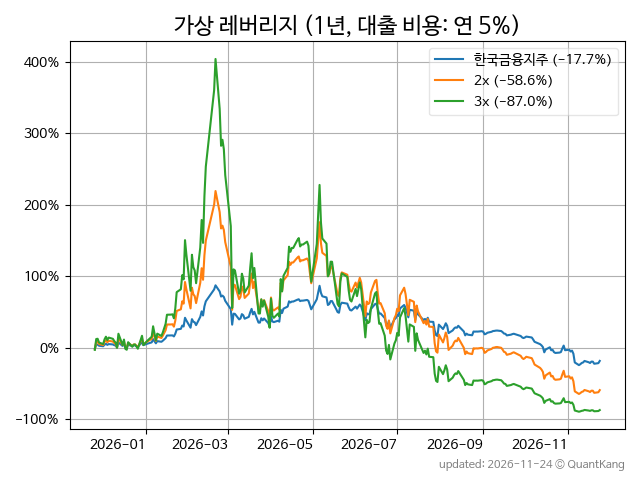 가상 레버리지 (1년, 대출 비용: 연 5%)
한국금융지주 (-17.7%)
2x (-58.6%)
3x (-87.0%)
400%
300%
200%
100%
0%
-100%
2026-01 2026-03 2026-05 2026-07 2026-09 2026-11
updated: 2026-11-24 © QuantKang